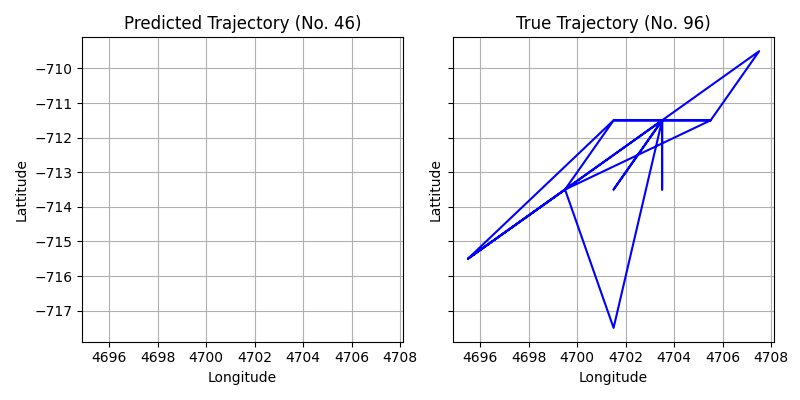 Predicted Trajectory (No. 46)
True Trajectory (No. 96)
−710
−711
−712
−713
−714
−715
−716
−717
Lattitude
Lattitude
4696 4698 4700 4702 4704 4706 4708
4696 4698 4700 4702 4704 4706 4708
Longitude
Longitude